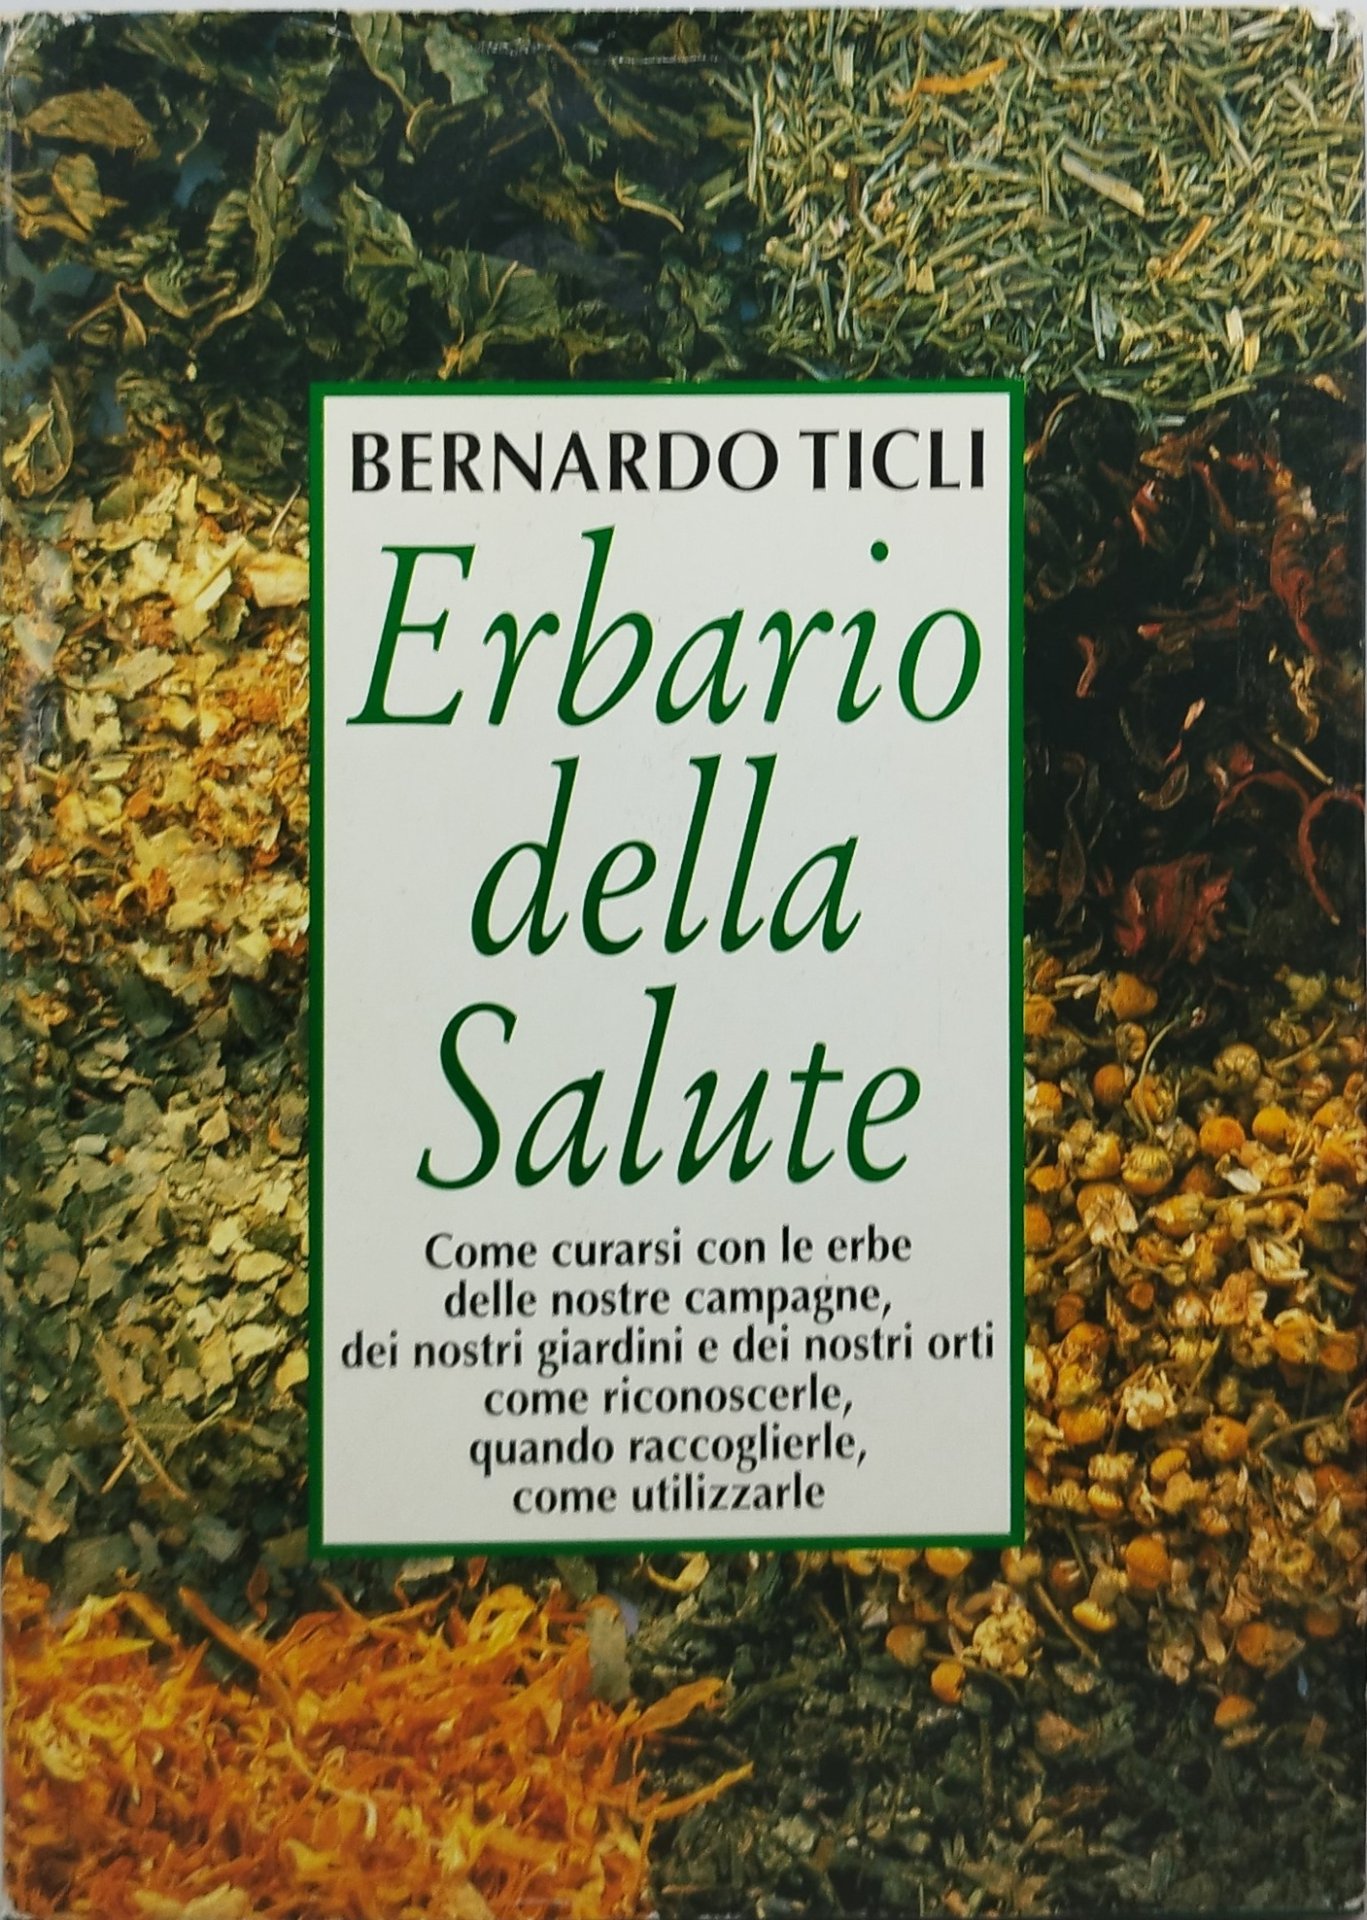 BERNARDO TICLI
Erbario
della
Salute
Come curarsi con le erbe
delle nostre campagne,
dei nostri giardini e dei nostri orti
come riconoscerle,
quando raccoglierle,
come utilizzarle